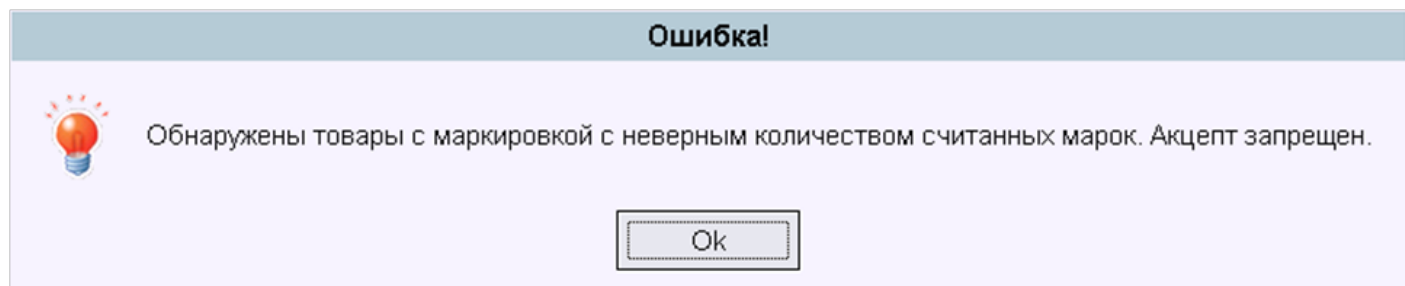 Ошибка!
Обнаружены товары с маркировкой с неверным количеством считанных марок. Акцепт запрещен.
Ok